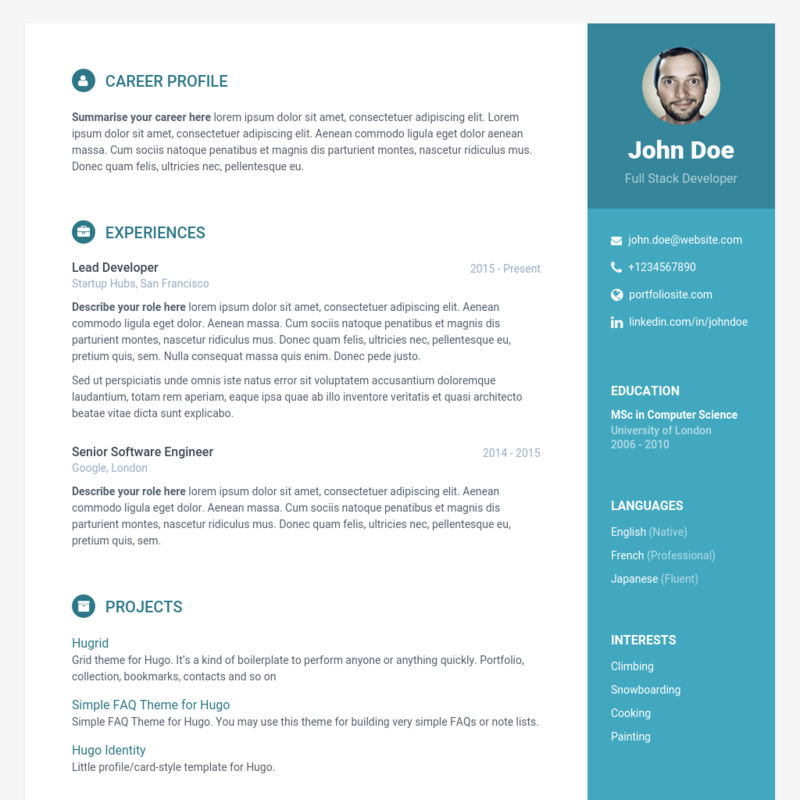 CAREER PROFILE
Summarise your career here lorem ipsum dolor sit amet, consectetuer adipiscing elit. Lorem
ipsum dolor sit amet, consectetuer adipiscing elit. Aenean commodo ligula eget dolor aenean
massa. Cum sociis natoque penatibus et magnis dis parturient montes, nascetur ridiculus mus.
Donec quam felis, ultricies nec, pellentesque eu.
EXPERIENCES
Lead Developer
2015 - Present
Startup Hubs, San Francisco
Describe your role here lorem ipsum dolor sit amet, consectetuer adipiscing elit. Aenean
commodo ligula eget dolor. Aenean massa. Cum sociis natoque penatibus et magnis dis
parturient montes, nascetur ridiculus mus. Donec quam felis, ultricies nec, pellentesque eu,
pretium quis, sem. Nulla consequat massa quis enim. Donec pede justo.
Sed ut perspiciatis unde omnis iste natus error sit voluptatem accusantium doloremque
laudantium, totam rem aperiam, eaque ipsa quae ab illo inventore veritatis et quasi architecto
beatae vitae dicta sunt explicabo.
Senior Software Engineer
2014 - 2015
Google, London
Describe your role here lorem ipsum dolor sit amet, consectetuer adipiscing elit. Aenean
commodo ligula eget dolor. Aenean massa. Cum sociis natoque penatibus et magnis dis
parturient montes, nascetur ridiculus mus. Donec quam felis, ultricies nec, pellentesque eu,
pretium quis, sem.
PROJECTS
Hugrid
Grid theme for Hugo. It's a kind of boilerplate to perform anyone or anything quickly. Portfolio,
collection, bookmarks, contacts and so on
Simple FAQ Theme for Hugo
Simple FAQ Theme for Hugo. You may use this theme for building very simple FAQs or note lists.
Hugo Identity
Little profile/card-style template for Hugo.
John Doe
Full Stack Developer
john.doe@website.com
+1234567890
portfoliosite.com
linkedin.com/in/johndoe
EDUCATION
MSc in Computer Science
University of London
2006 - 2010
LANGUAGES
English (Native)
French (Professional)
Japanese (Fluent)
INTERESTS
Climbing
Snowboarding
Cooking
Painting